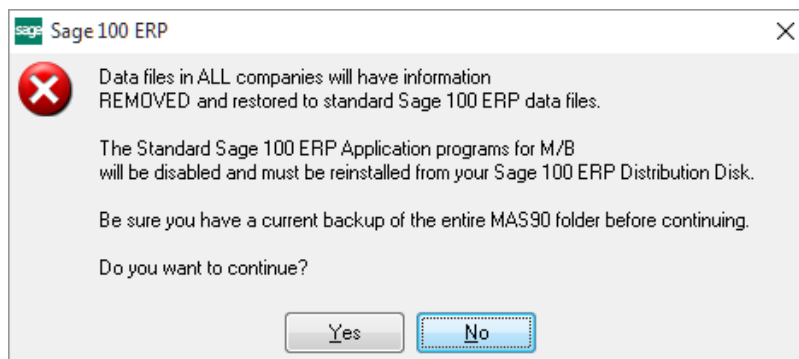 sage Sage 100 ERP
Data files in ALL companies will have information
REMOVED and restored to standard Sage 100 ERP data files.
The Standard Sage 100 ERP Application programs for M/B
will be disabled and must be reinstalled from your Sage 100 ERP Distribution Disk.
Be sure you have a current backup of the entire MAS90 folder before continuing.
Do you want to continue?
Yes No